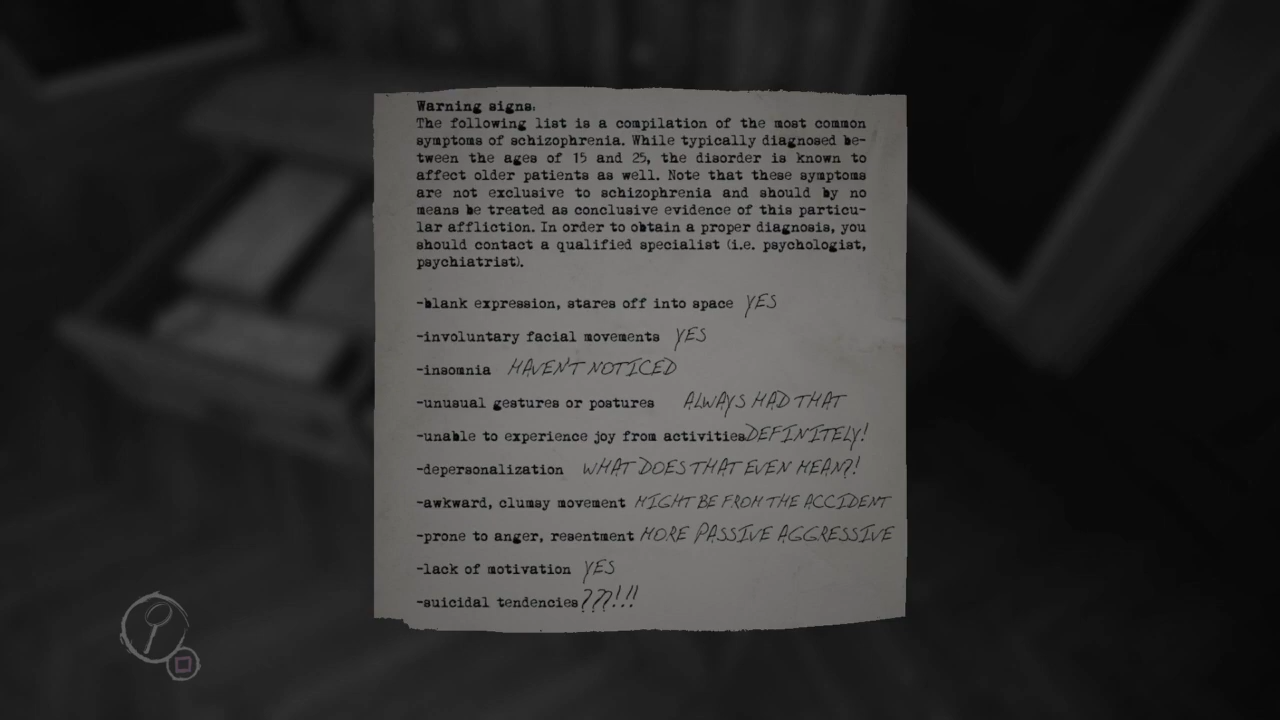 Warning signs:
The following list is a compilation of the most common
symptoms of schizophrenia. While typically diagnosed be-
tween the ages of 15 and 25, the disorder is known to
affect older patients as well. Note that these symptoms
are not exclusive to schizophrenia and should by no
means be treated as conclusive evidence of this particu-
lar affliction. In order to obtain a proper diagnosis, you
should contact a qualified specialist (i.e. psychologist,
psychiatrist).
-blank expression, stares off into space YES
-involuntary facial movements YES
-insomnia HAVEN'T NOTICED
-unusual gestures or postures ALWAYS HAD THAT
-unable to experience joy from activities DEFINITELY!
-depersonalization WHAT DOES THAT EVEN MEAN?!
-awkward, clumsy movement MIGHT BE FROM THE ACCIDENT
-prone to anger, resentment MORE PASSIVE AGGRESSIVE
-lack of motivation YES
-suicidal tendencies ???!!!